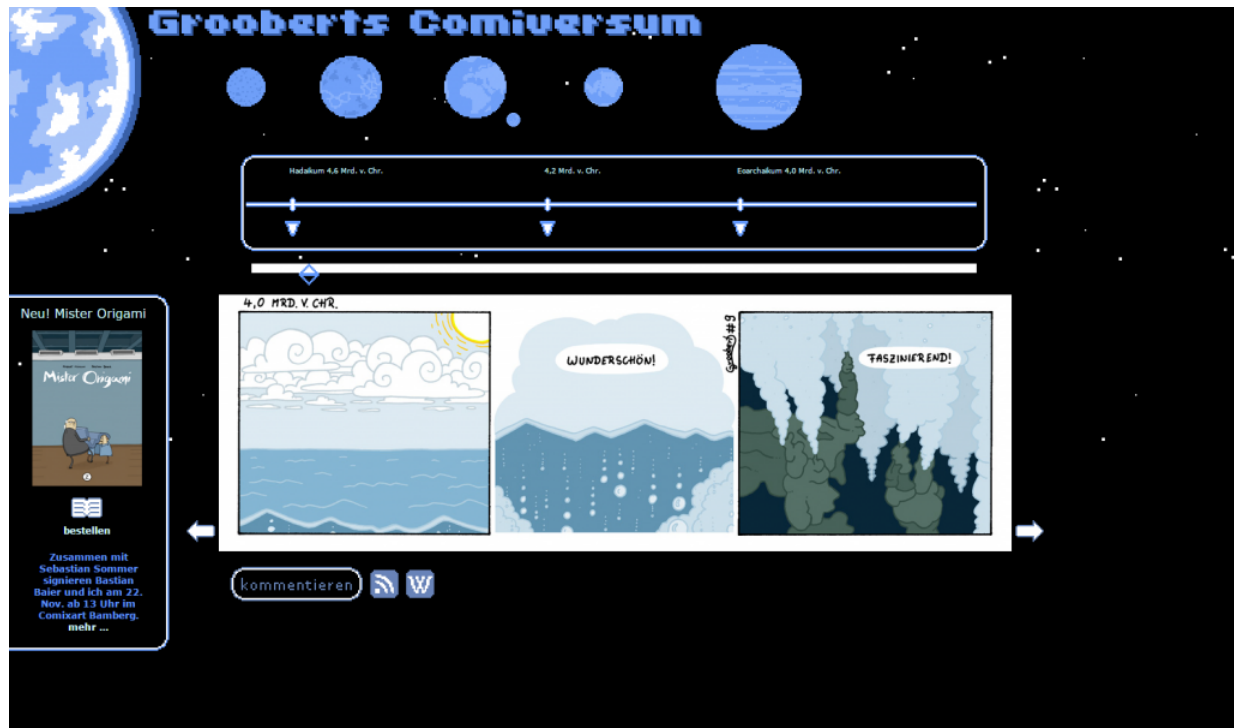 Grooberts Comiversum
Hadaikum 4,6 Mrd. v. Chr.
4,2 Mrd. v. Chr.
Eoarchaikum 4,0 Mrd. v. Chr.
Neu! Mister Origami
Mister Origami
bestellen
Zusammen mit
Sebastian Sommer
signieren Bastian
Baier und ich am 22.
Nov. ab 13 Uhr im
Comixart Bamberg.
mehr ...
4,0 MRD. V. CHR.
WUNDERSCHÖN!
Groobert #9
FASZINIEREND!
kommentieren
W